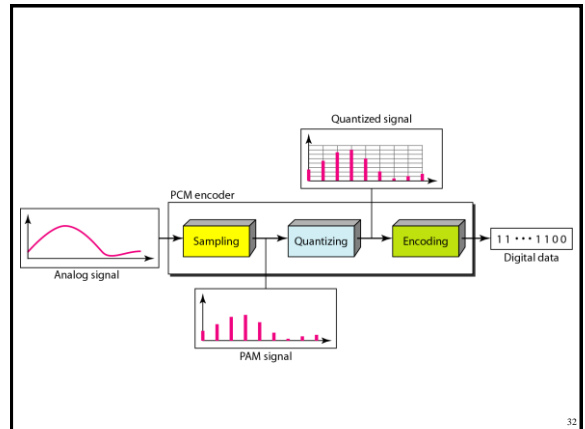 Quantized signal
PCM encoder
Sampling
Quantizing
Encoding
11 ••• 1100
Analog signal
Digital data
PAM signal
32